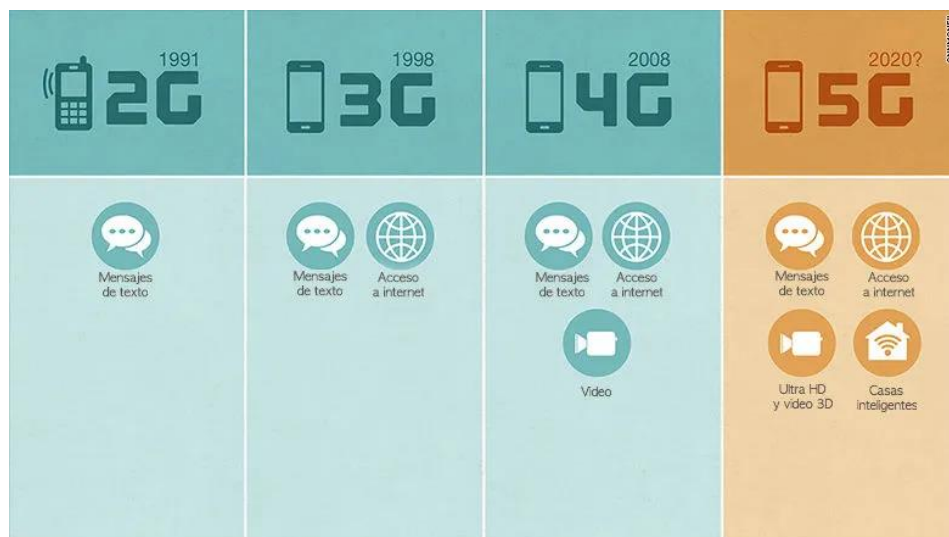 1991
2G
1998
3G
2008
4G
2020?
5G
Mensajes
de texto
Mensajes
de texto
Acceso
a internet
Mensajes
de texto
Acceso
a internet
Video
Mensajes
de texto
Acceso
a internet
Ultra HD
y video 3D
Casas
inteligentes